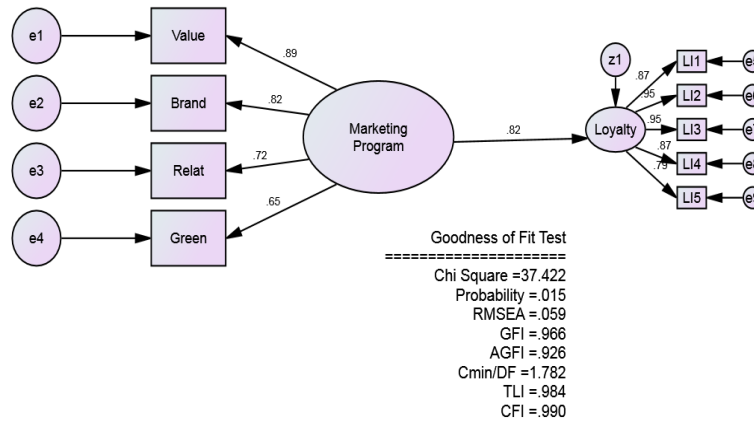 e1
Value
.89
e2
Brand
.82
e3
Relat
.72
e4
Green
.65
Marketing
Program
.82
z1
Loyalty
.87
LI1
.95
LI2
.95
LI3
.87
LI4
.79
LI5
Goodness of Fit Test
=====================
Chi Square =37.422
Probability =.015
RMSEA =.059
GFI =.966
AGFI =.926
Cmin/DF =1.782
TLI =.984
CFI =.990